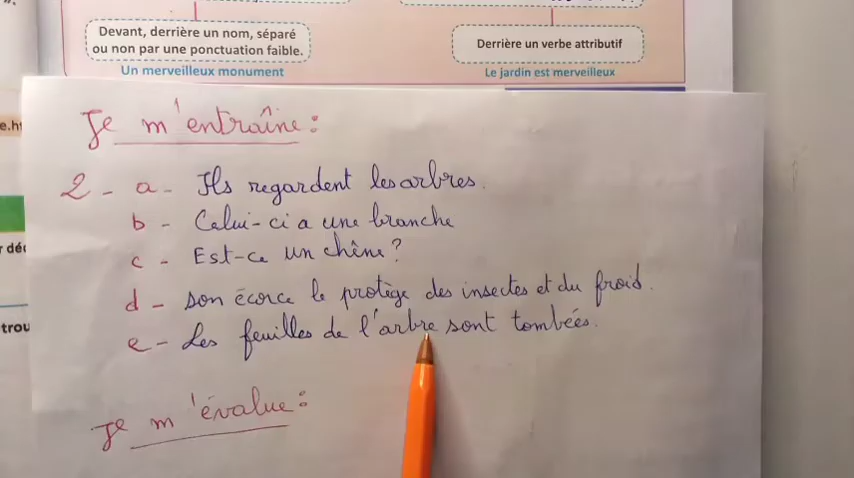 Devant, derrière un nom, séparé
ou non par une ponctuation faible.
Un merveilleux monument
Derrière un verbe attributif
Le jardin est merveilleux
Je m'entraîne :
2 - a - Ils regardent les arbres.
b - Celui-ci a une branche
c - Est-ce un chêne ?
d - son écorce le protège des insectes et du froid.
e - Les feuilles de l'arbre sont tombées.
Je m'évalue :